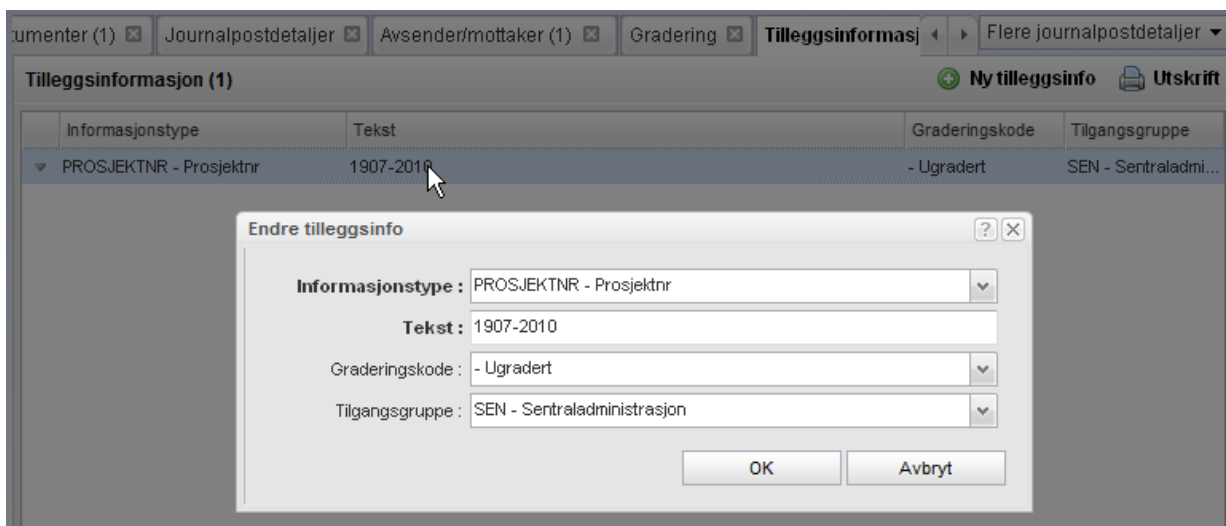 umenter (1) Journalpostdetaljer Avsender/mottaker (1) Gradering Tilleggsinformasj Flere journalpostdetaljer
Tilleggsinformasjon (1) Ny tilleggsinfo Utskrift
Informasjonstype Tekst Graderingskode Tilgangsgruppe
PROSJEKTNR - Prosjektnr 1907-2010 - Ugradert SEN - Sentraladmi...
Endre tilleggsinfo
Informasjonstype : PROSJEKTNR - Prosjektnr
Tekst : 1907-2010
Graderingskode : - Ugradert
Tilgangsgruppe : SEN - Sentraladministrasjon
OK Avbryt